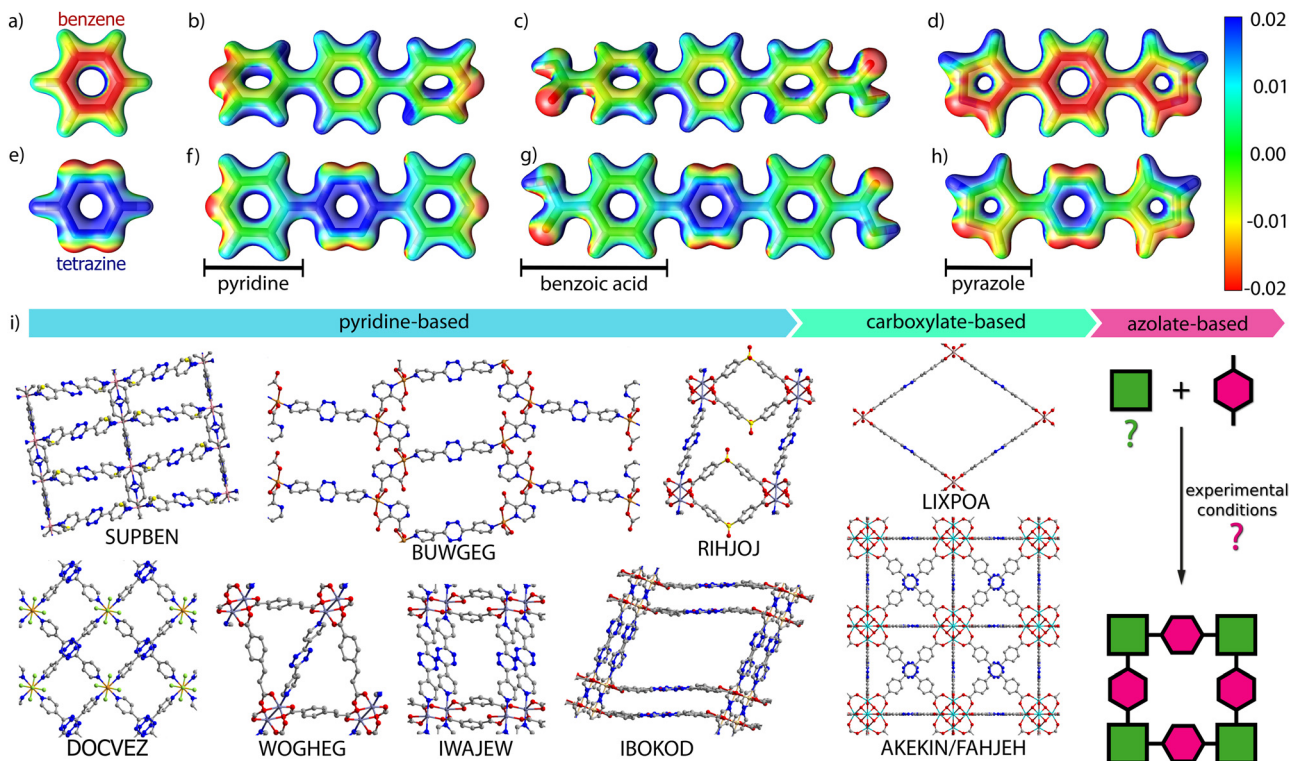 a)
benzene
b)
c)
d)
0.02
0.01
0.00
-0.01
-0.02
e)
tetrazine
f)
g)
h)
pyridine
benzoic acid
pyrazole
i)
pyridine-based
carboxylate-based
azolate-based
SUPBEN
BUWGEG
RIHJOJ
LIXPOA
+
?
experimental
conditions
?
DOCVEZ
WOGHEG
IWAJEW
IBOKOD
AKEKIN/FAHJEH